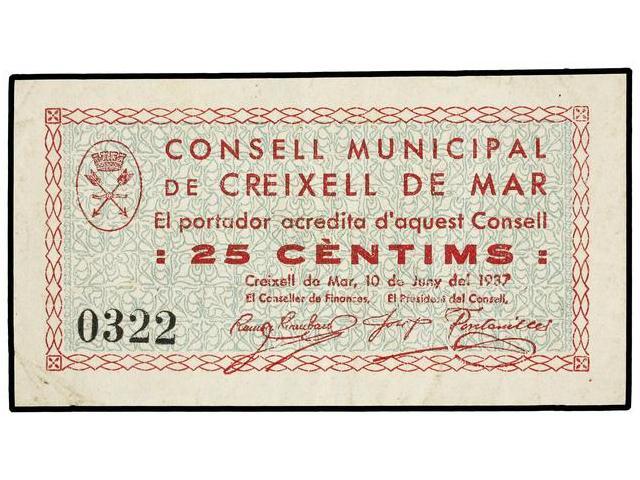 CONSELL MUNICIPAL
DE CREIXELL DE MAR
El portador acredita d'aquest Consell
: 25 CÈNTIMS :
Creixell de Mar, 10 de Juny del 1937
El Conseller de Finances, El President del Consell,
0322